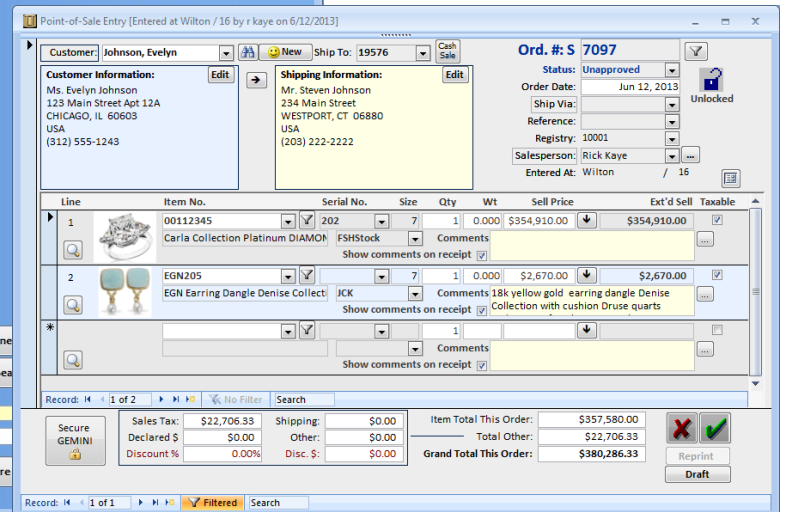 Point-of-Sale Entry [Entered at Wilton / 16 by r kaye on 6/12/2013]
Customer: Johnson, Evelyn New Ship To: 19576 Cash Sale Ord. #: S 7097
Status: Unapproved
Order Date: Jun 12, 2013
Ship Via:
Reference:
Registry: 10001
Salesperson: Rick Kaye ...
Entered At: Wilton / 16
Unlocked
Customer Information: Edit
Ms. Evelyn Johnson
123 Main Street Apt 12A
CHICAGO, IL 60603
USA
(312) 555-1243
Shipping Information: Edit
Mr. Steven Johnson
234 Main Street
WESTPORT, CT 06880
USA
(203) 222-2222
Line Item No. Serial No. Size Qty Wt Sell Price Ext'd Sell Taxable
1 00112345 202 7 1 0.000 $354,910.00 $354,910.00
Carla Collection Platinum DIAMON FSHStock Comments ...
Show comments on receipt
2 EGN205 7 1 0.000 $2,670.00 $2,670.00
EGN Earring Dangle Denise Collecti JCK Comments 18k yellow gold earring dangle Denise ...
Collection with cushion Druse quarts
Show comments on receipt
* 1
Comments ...
Show comments on receipt
Record: 1 of 2 No Filter Search
Secure
GEMINI
Sales Tax: $22,706.33 Shipping: $0.00 Item Total This Order: $357,580.00
Declared $ $0.00 Other: $0.00 Total Other: $22,706.33
Discount % 0.00% Disc. $: $0.00 Grand Total This Order: $380,286.33
Reprint
Draft
Record: 1 of 1 Filtered Search